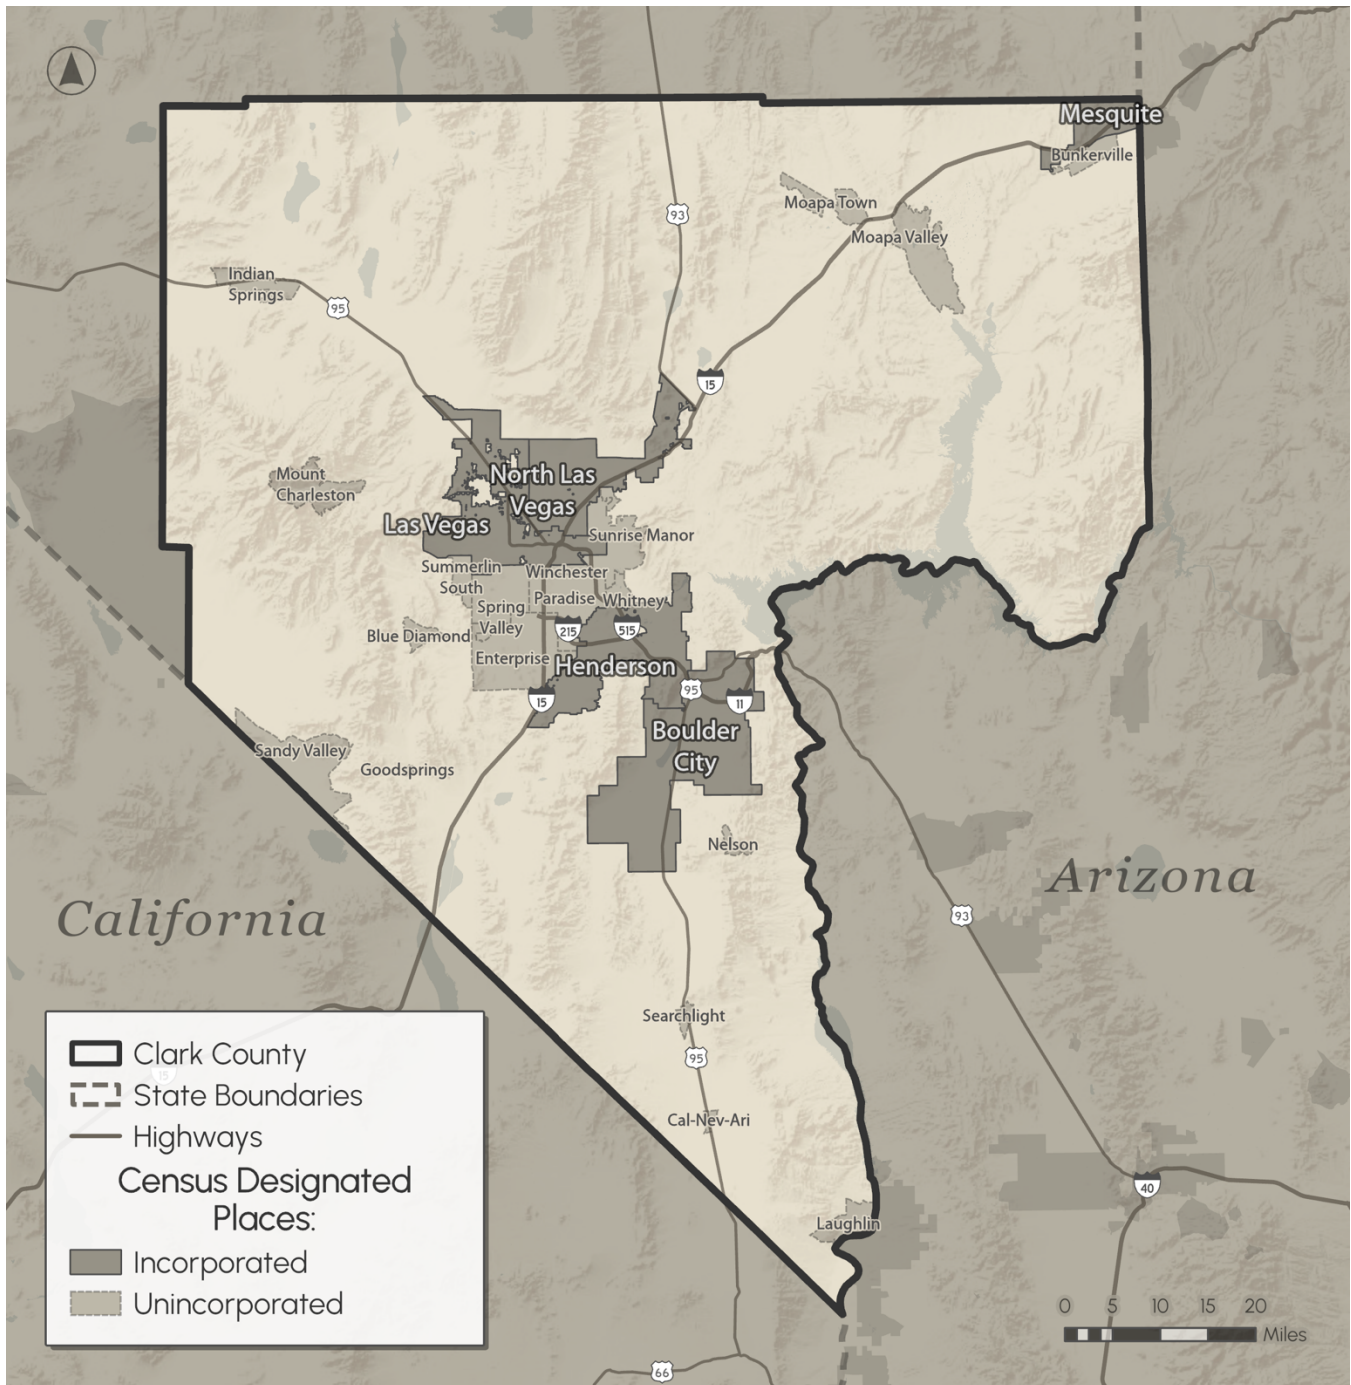 Mesquite
Bunkerville
Moapa Town
93
Moapa Valley
Indian
Springs
95
15
North Las
Vegas
Mount
Charleston
Las Vegas
Sunrise Manor
Summerlin
South
Winchester
Paradise
Whitney
Spring
Valley
215
515
Blue Diamond
Enterprise
Henderson
95
15
11
Boulder
City
Sandy Valley
Goodsprings
Nelson
Arizona
California
93
Searchlight
95
Cal-Nev-Ari
40
Laughlin
Clark County
15
State Boundaries
Highways
Census Designated
Places:
Incorporated
Unincorporated
0 5 10 15 20
Miles
66